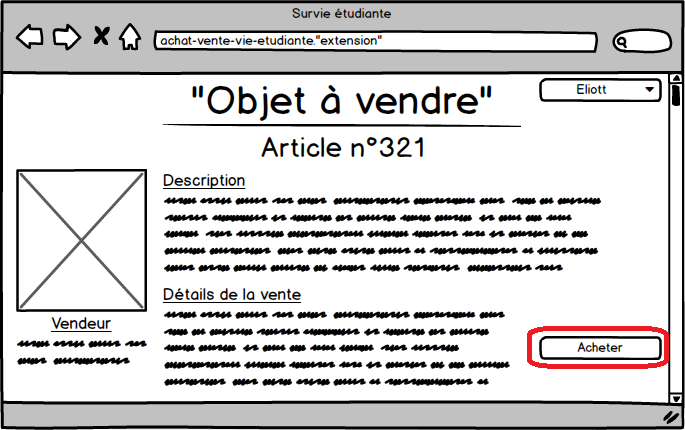 Survie étudiante
achat-vente-vie-etudiante."extension"
"Objet à vendre"
Eliott
Article n°321
Description
Détails de la vente
Vendeur
Acheter